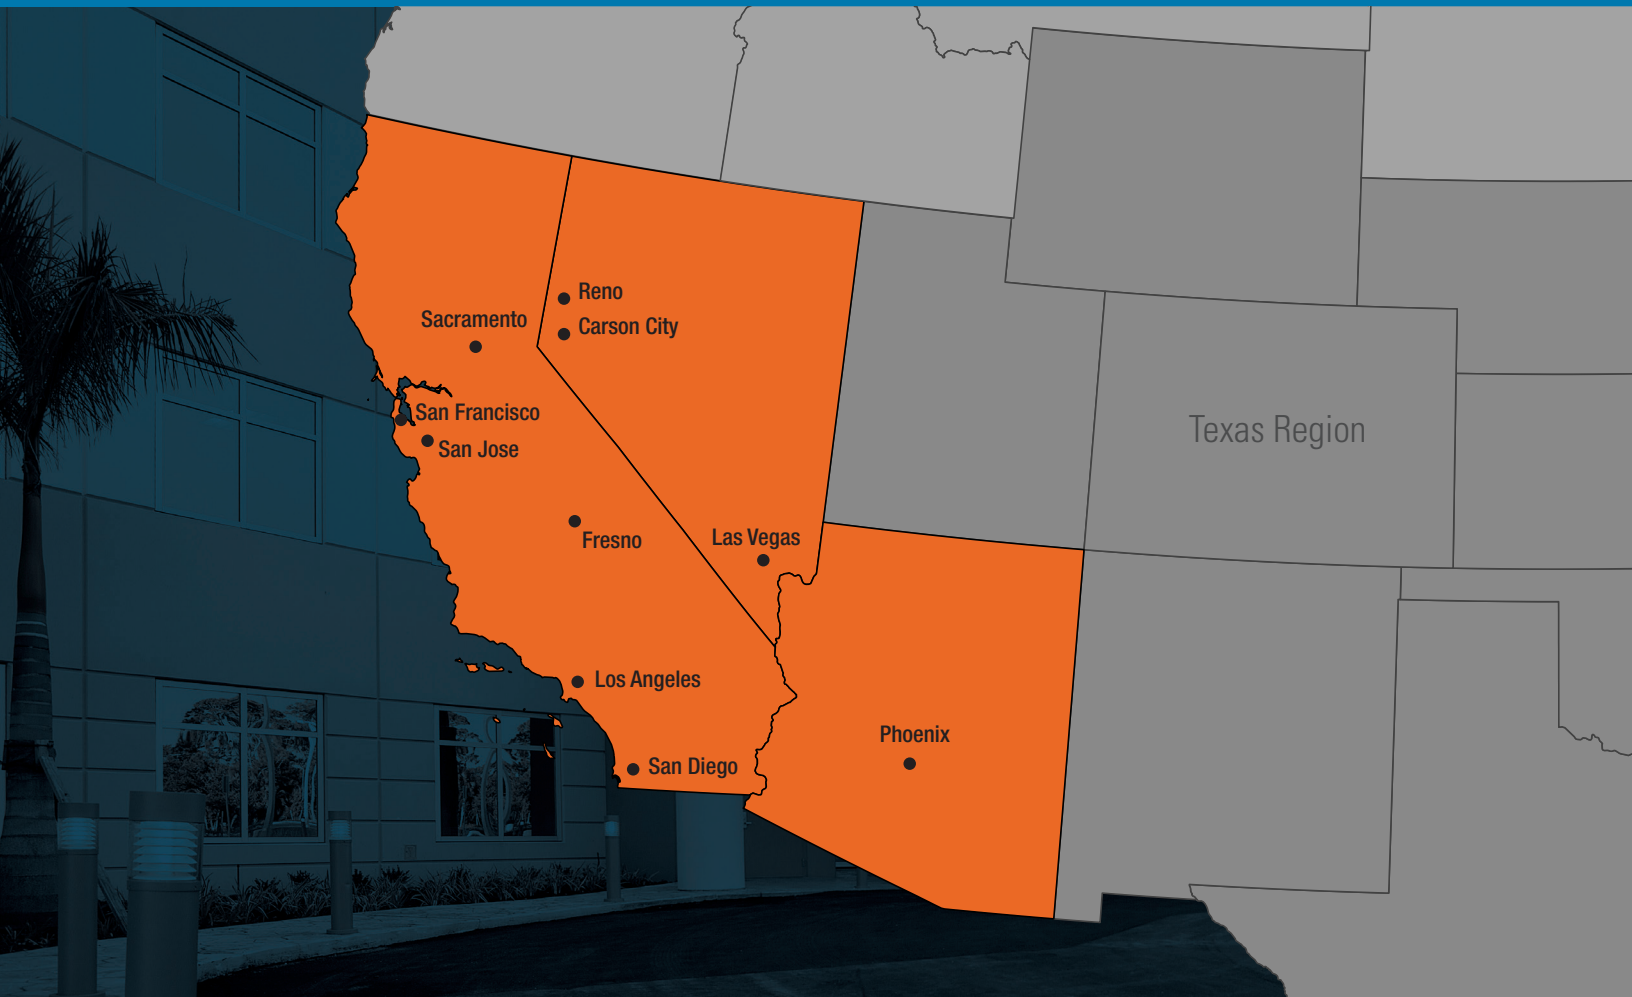 Reno
Sacramento
Carson City
San Francisco
Texas Region
San Jose
Fresno
Las Vegas
Los Angeles
Phoenix
San Diego